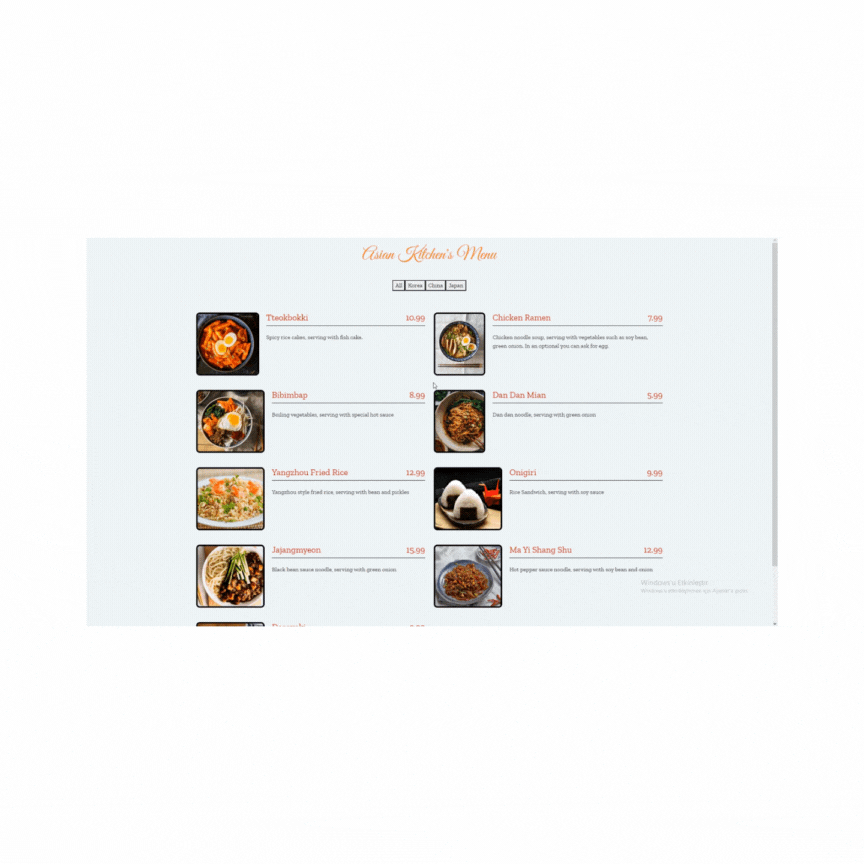 Asian Kitchen's Menu
All Korea China Japan
Tteokbokki 10.99
Spicy rice cakes, serving with fish cake.
Chicken Ramen 7.99
Chicken noodle soup, serving with vegetables such as soy bean,
green onion. In an optional you can ask for egg.
Bibimbap 8.99
Boiling vegetables, serving with special hot sauce
Dan Dan Mian 5.99
Dan dan noodle, serving with green onion
Yangzhou Fried Rice 12.99
Yangzhou style fried rice, serving with bean and pickles
Onigiri 9.99
Rice Sandwich, serving with soy sauce
Jajangmyeon 15.99
Black bean sauce noodle, serving with green onion
Ma Yi Shang Shu 12.99
Hot pepper sauce noodle, serving with soy bean and onion
Windows'u Etkinleştir